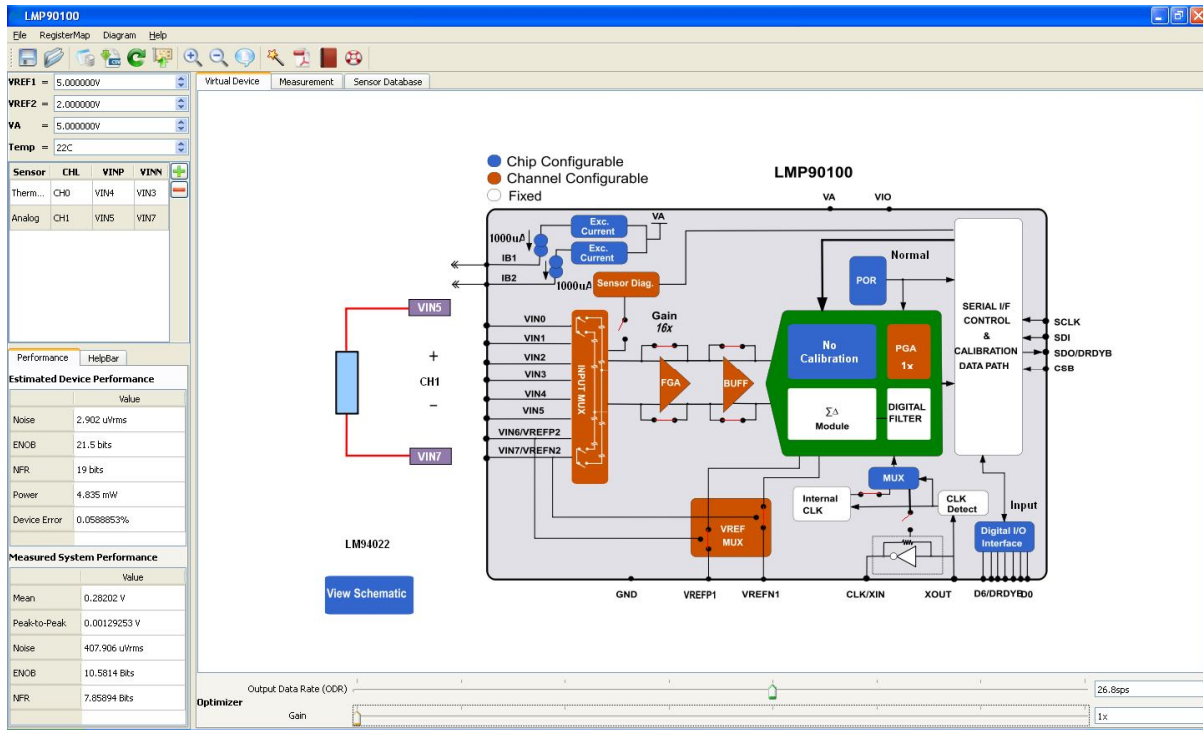 LMP90100
File RegisterMap Diagram Help
VREF1 = 5.000000V
VREF2 = 2.000000V
VA = 5.000000V
Temp = 22C
Sensor CHL VINP VINN
Therm... CH0 VIN4 VIN3
Analog CH1 VIN5 VIN7
Performance HelpBar
Estimated Device Performance
Value
Noise 2.902 uVrms
ENOB 21.5 bits
NFR 19 bits
Power 4.835 mW
Device Error 0.0588853%
Measured System Performance
Value
Mean 0.28202 V
Peak-to-Peak 0.00129253 V
Noise 407.906 uVrms
ENOB 10.5814 Bits
NFR 7.85894 Bits
Virtual Device Measurement Sensor Database
Chip Configurable
Channel Configurable
Fixed
LMP90100
VA VIO
Exc.
Current
VA
1000uA
Exc.
Current
IB1
IB2
1000uA
Sensor Diag.
Normal
POR
SERIAL I/F
CONTROL
&
CALIBRATION
DATA PATH
SCLK
SDI
SDO/DRDYB
CSB
VIN5
+
CH1
−
VIN7
VIN0
VIN1
VIN2
VIN3
VIN4
VIN5
VIN6/VREFP2
VIN7/VREFN2
INPUT MUX
Gain
16x
FGA
BUFF
No
Calibration
PGA
1x
∑Δ
Module
DIGITAL
FILTER
MUX
Internal
CLK
CLK
Detect
Input
VREF
MUX
Digital I/O
Interface
LM94022
View Schematic
GND VREFP1 VREFN1 CLK/XIN XOUT D6/DRDYB D0
Optimizer
Output Data Rate (ODR) 26.8sps
Gain 1x